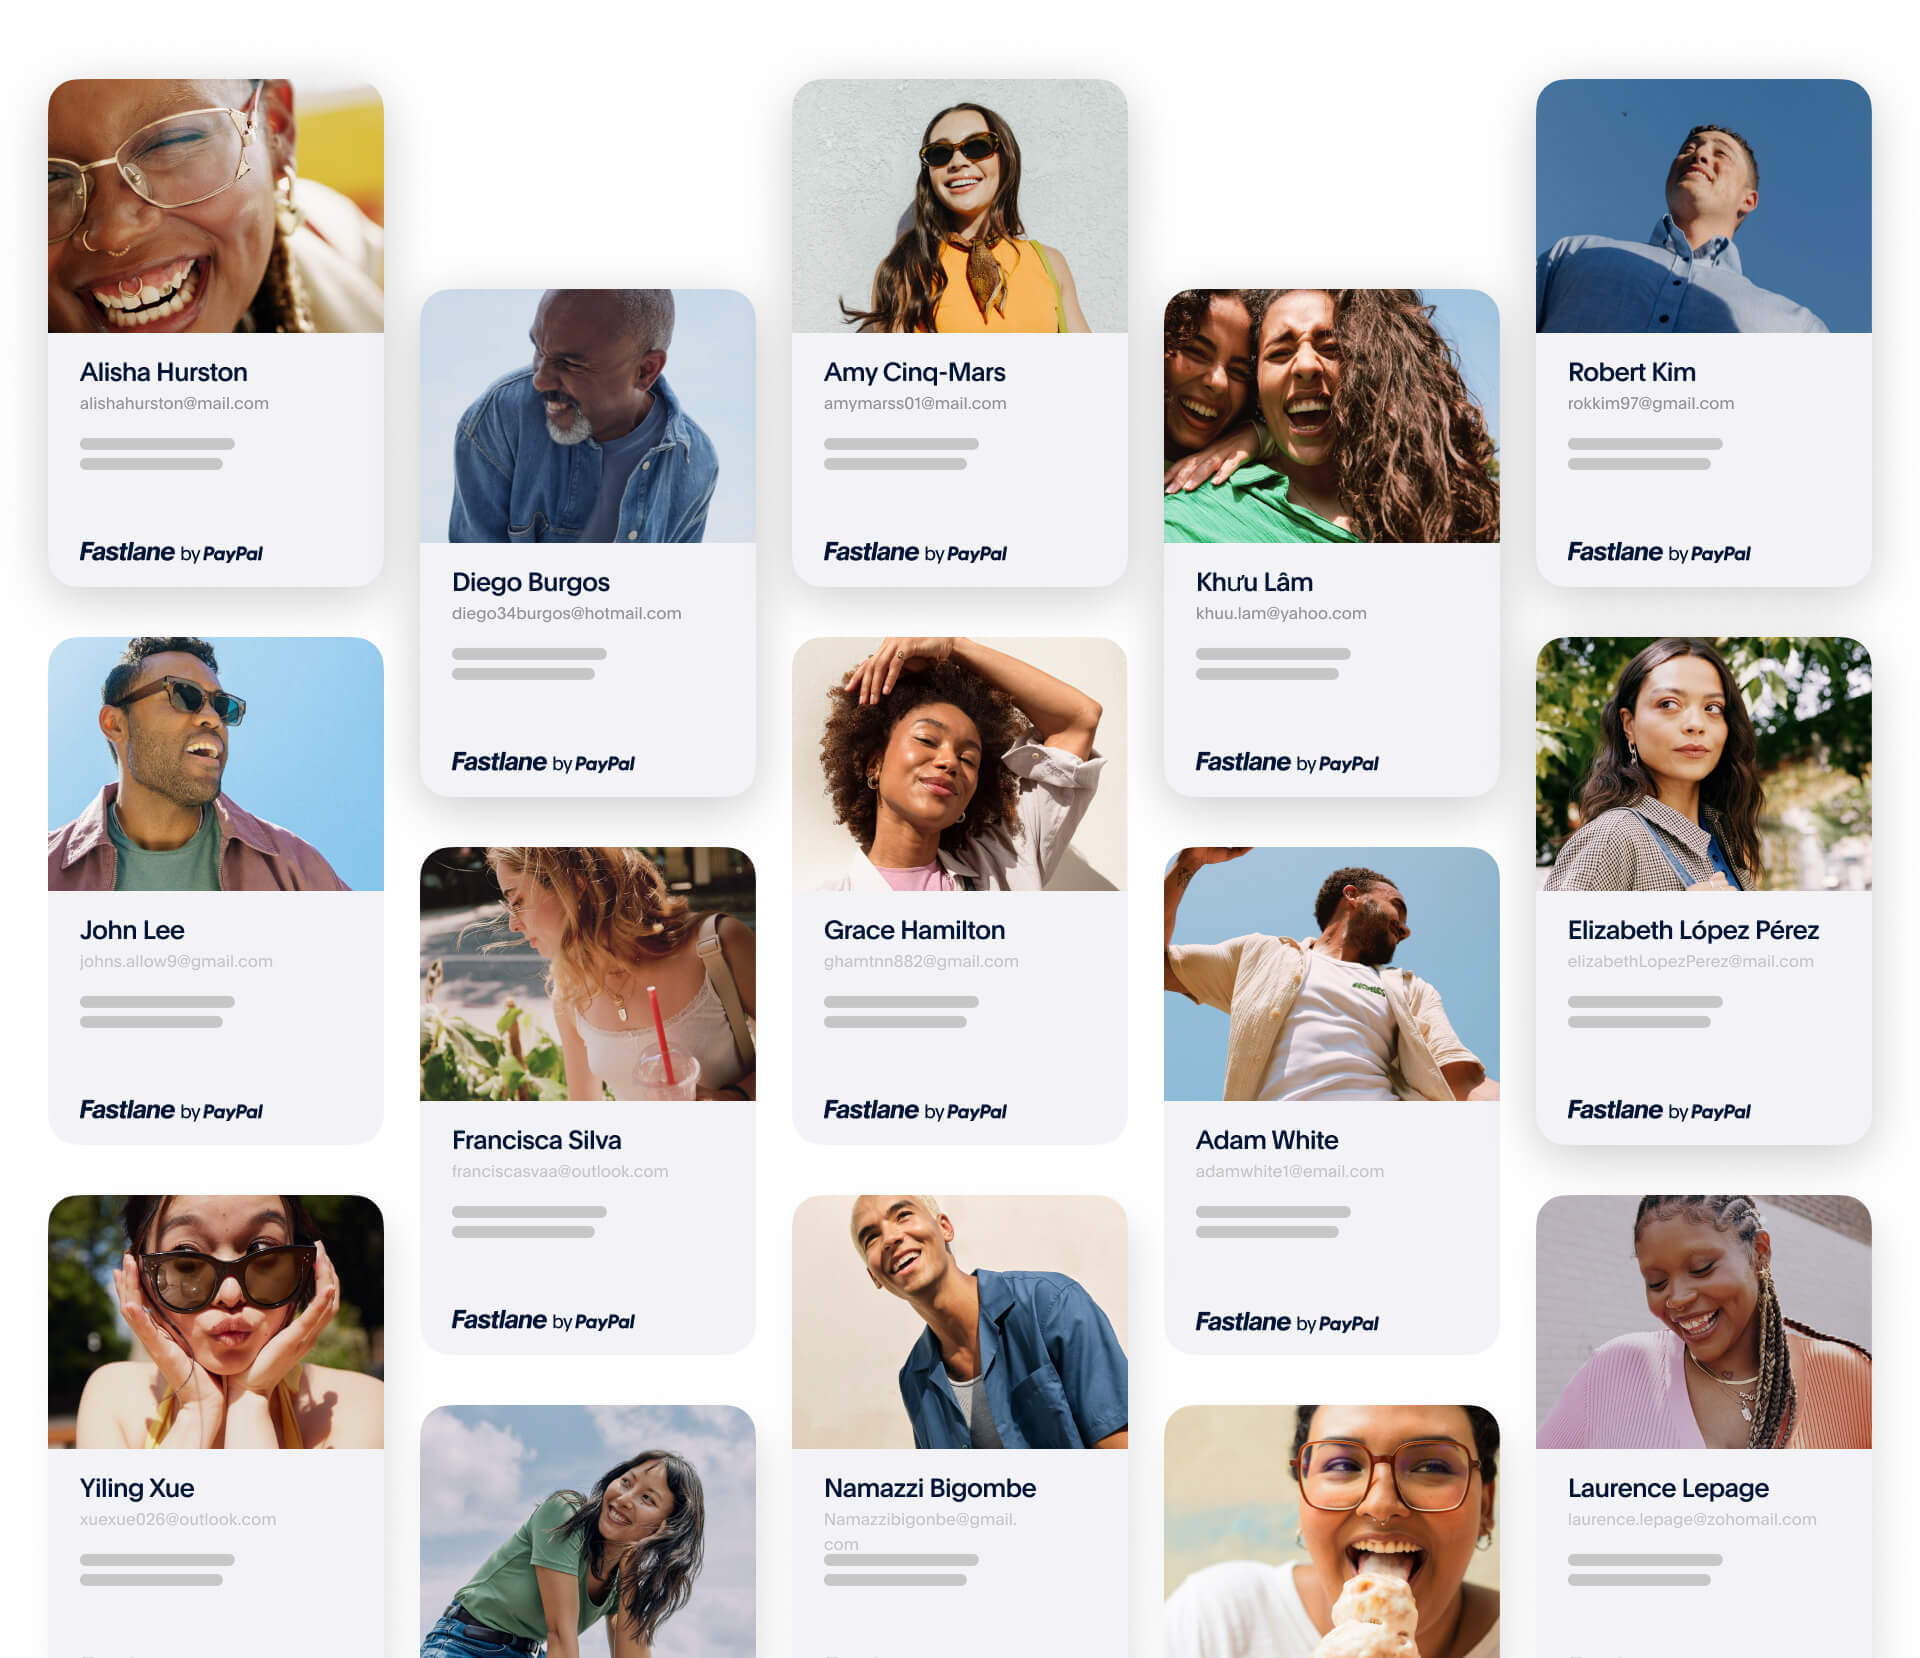 Alisha Hurston
alishahurston@mail.com
Fastlane by PayPal
Amy Cinq-Mars
amymarss01@mail.com
Fastlane by PayPal
Robert Kim
rokkim97@gmail.com
Fastlane by PayPal
Diego Burgos
diego34burgos@hotmail.com
Fastlane by PayPal
Khưu Lâm
khuu.lam@yahoo.com
Fastlane by PayPal
John Lee
johns.allow9@gmail.com
Fastlane by PayPal
Grace Hamilton
ghamtnn882@gmail.com
Fastlane by PayPal
Elizabeth López Pérez
elizabethLopezPerez@mail.com
Fastlane by PayPal
Francisca Silva
franciscasvaa@outlook.com
Fastlane by PayPal
Adam White
adamwhite1@email.com
Fastlane by PayPal
Yiling Xue
xuexue026@outlook.com
Namazzi Bigombe
Namazzibigonbe@gmail.
com
Laurence Lepage
laurence.lepage@zohomail.com